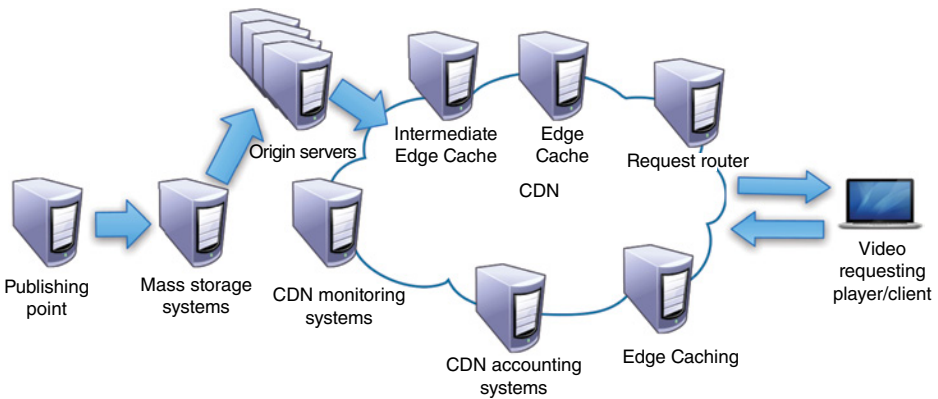 Origin servers
Intermediate
Edge Cache
Edge
Cache
Request router
CDN
Publishing
point
Mass storage
systems
CDN monitoring
systems
CDN accounting
systems
Edge Caching
Video
requesting
player/client